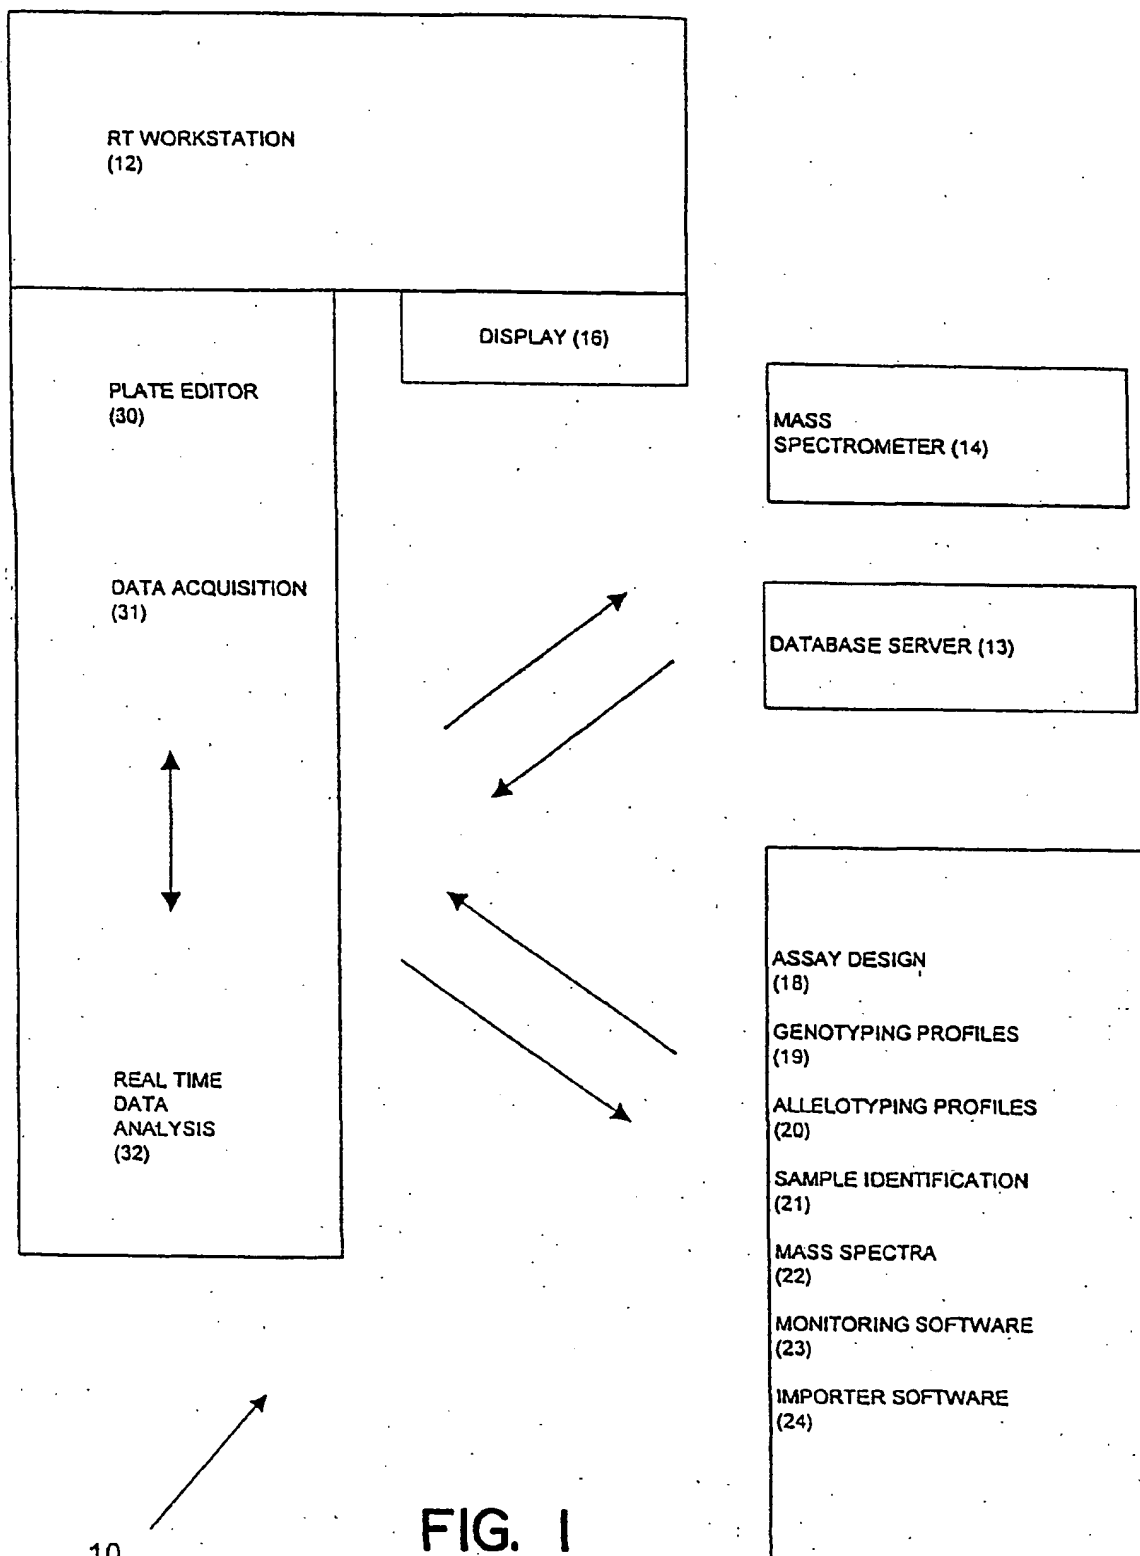 RT WORKSTATION
(12)
DISPLAY (16)
PLATE EDITOR
(30)
MASS
SPECTROMETER (14)
DATA ACQUISITION
(31)
DATABASE SERVER (13)
REAL TIME
DATA
ANALYSIS
(32)
ASSAY DESIGN
(18)
GENOTYPING PROFILES
(19)
ALLELOTYPING PROFILES
(20)
SAMPLE IDENTIFICATION
(21)
MASS SPECTRA
(22)
MONITORING SOFTWARE
(23)
IMPORTER SOFTWARE
(24)
10
FIG. 1